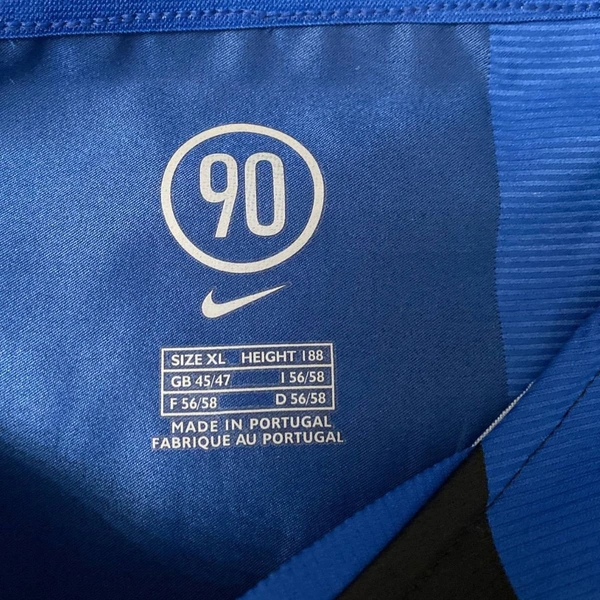 90
SIZE XL HEIGHT 188
GB 45/47 I 56/58
F 56/58 D 56/58
MADE IN PORTUGAL
FABRIQUE AU PORTUGAL